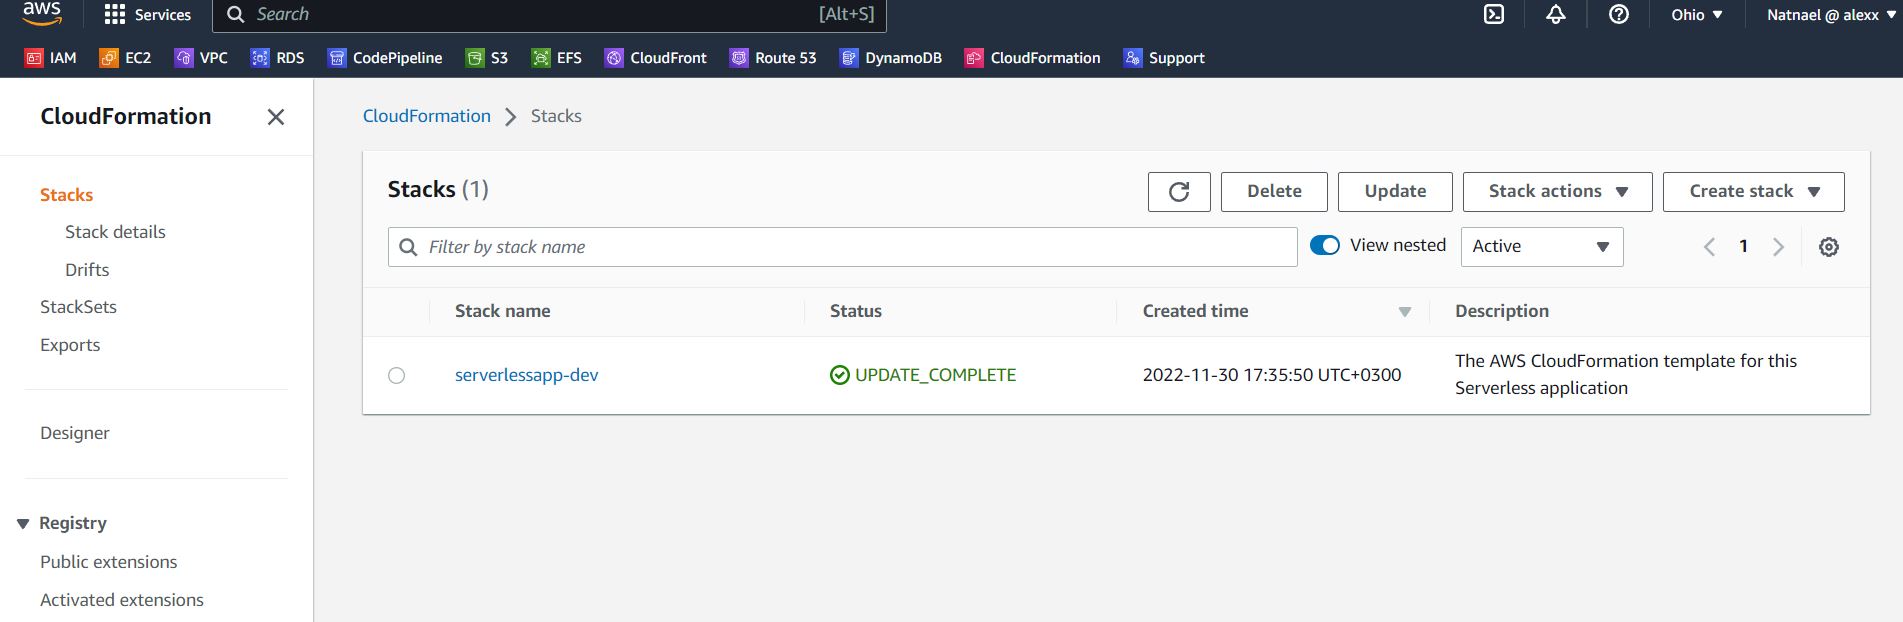 aws
Services
Search
[Alt+S]
Ohio
Natnael @ alexx
IAM
EC2
VPC
RDS
CodePipeline
S3
EFS
CloudFront
Route 53
DynamoDB
CloudFormation
Support
CloudFormation
Stacks
Stack details
Drifts
StackSets
Exports
Designer
Registry
Public extensions
Activated extensions
CloudFormation
Stacks
Stacks (1)
Delete
Update
Stack actions
Create stack
Filter by stack name
View nested
Active
1
Stack name
Status
Created time
Description
serverlessapp-dev
UPDATE_COMPLETE
2022-11-30 17:35:50 UTC+0300
The AWS CloudFormation template for this
Serverless application